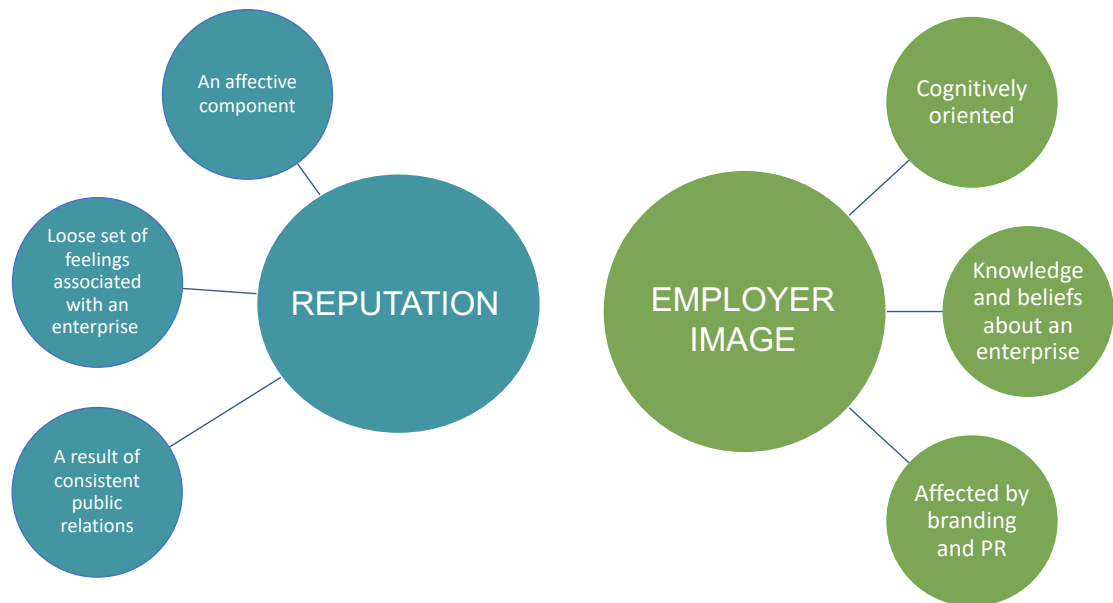 An affective
component
Loose set of
feelings
associated
with an
enterprise
A result of
consistent
public
relations
REPUTATION
EMPLOYER
IMAGE
Cognitively
oriented
Knowledge
and beliefs
about an
enterprise
Affected by
branding
and PR